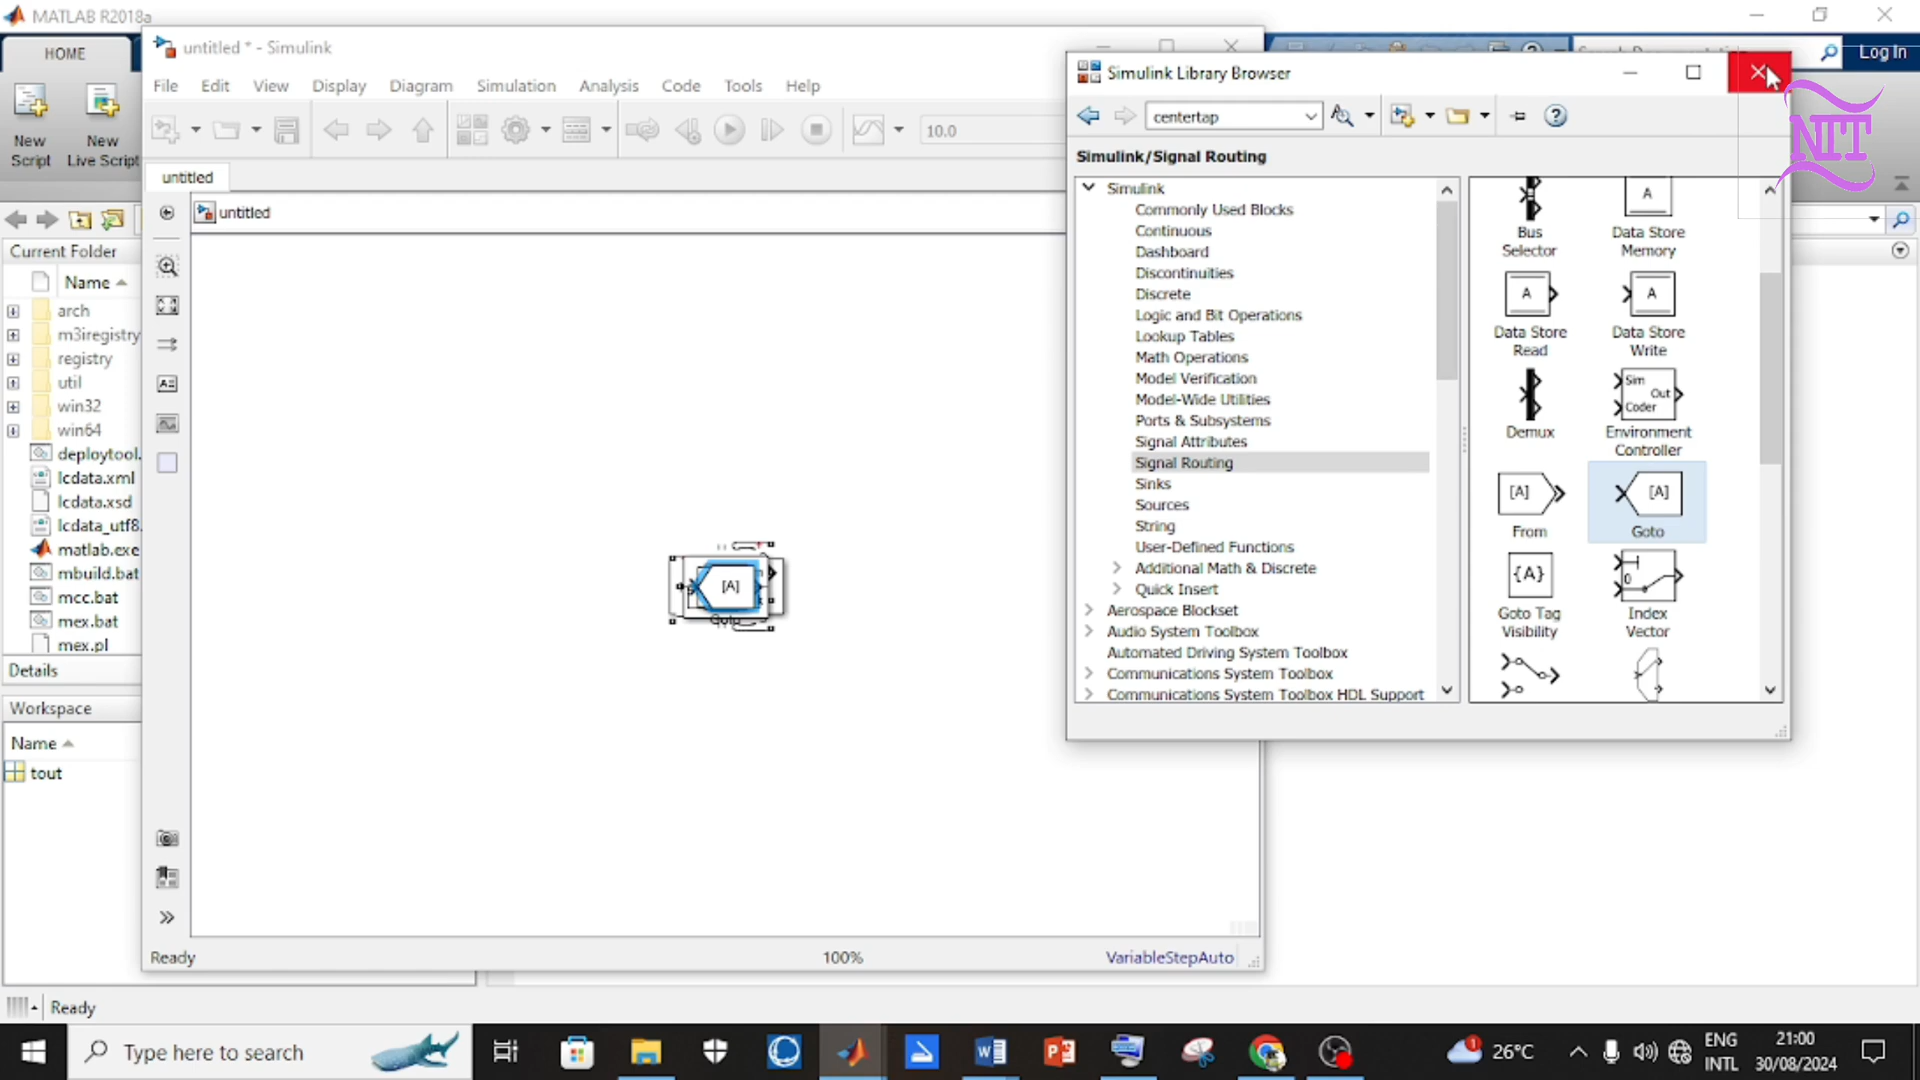 MATLAB R2018a
HOME
Log In
New
Script
New
Live Script
Current Folder
Name
arch
m3iregistry
registry
util
win32
win64
deploytool.
lcdata.xml
lcdata.xsd
lcdata_utf8.
matlab.exe
mbuild.bat
mcc.bat
mex.bat
mex.pl
Details
Workspace
Name
tout
Ready
untitled * - Simulink
File Edit View Display Diagram Simulation Analysis Code Tools Help
10.0
untitled
untitled
[A]
Ready
100%
VariableStepAuto
Simulink Library Browser
centertap
Simulink/Signal Routing
Simulink
Commonly Used Blocks
Continuous
Dashboard
Discontinuities
Discrete
Logic and Bit Operations
Lookup Tables
Math Operations
Model Verification
Model-Wide Utilities
Ports & Subsystems
Signal Attributes
Signal Routing
Sinks
Sources
String
User-Defined Functions
Additional Math & Discrete
Quick Insert
Aerospace Blockset
Audio System Toolbox
Automated Driving System Toolbox
Communications System Toolbox
Communications System Toolbox HDL Support
Bus
Selector
A
Data Store
Memory
A
Data Store
Read
A
Data Store
Write
Demux
Sim
Out
Coder
Environment
Controller
[A]
From
[A]
Goto
{A}
Goto Tag
Visibility
0
Index
Vector
NIT
Type here to search
26°C
ENG
INTL
21:00
30/08/2024